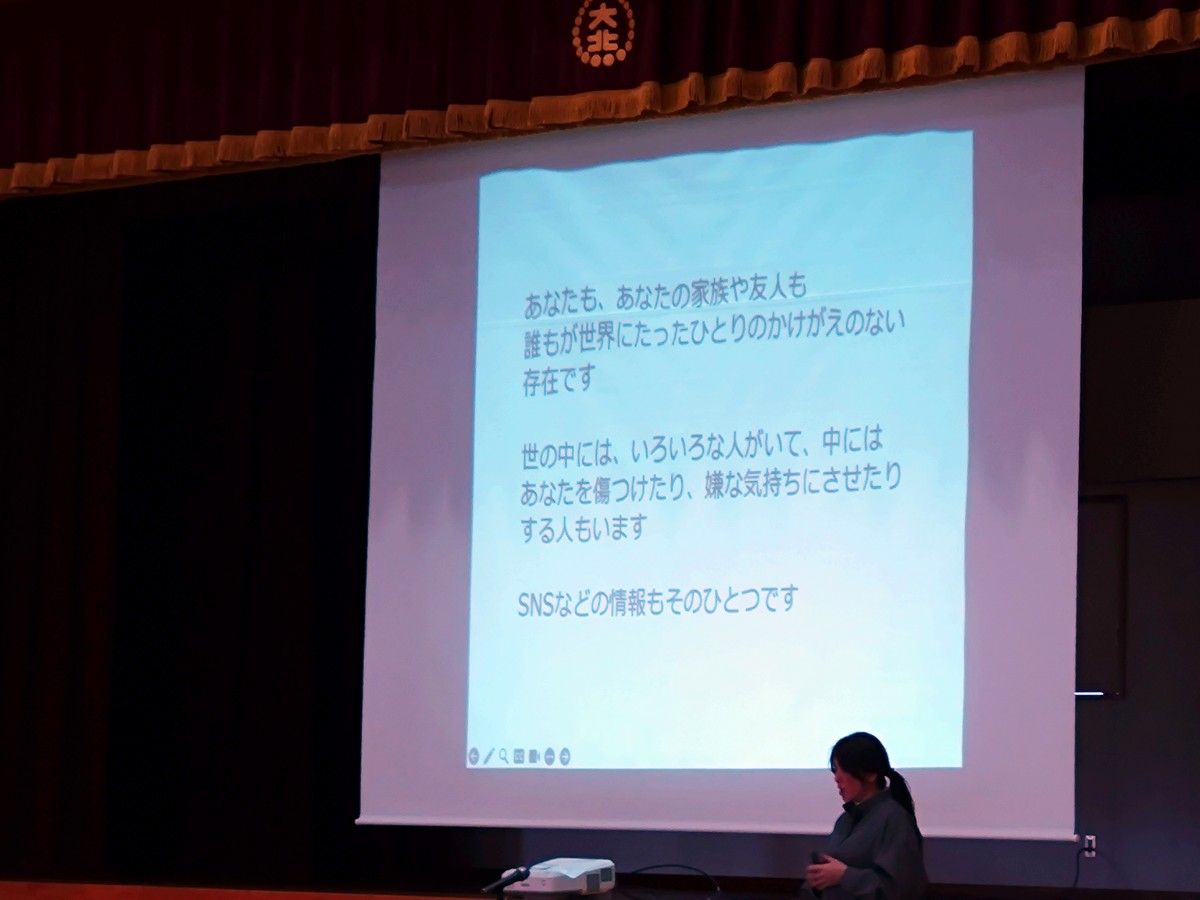 大
北
あなたも、あなたの家族や友人も
誰もが世界にたったひとりのかけがえのない
存在です
世の中には、いろいろな人がいて、中には
あなたを傷つけたり、嫌な気持ちにさせたり
する人もいます
SNSなどの情報もそのひとつです